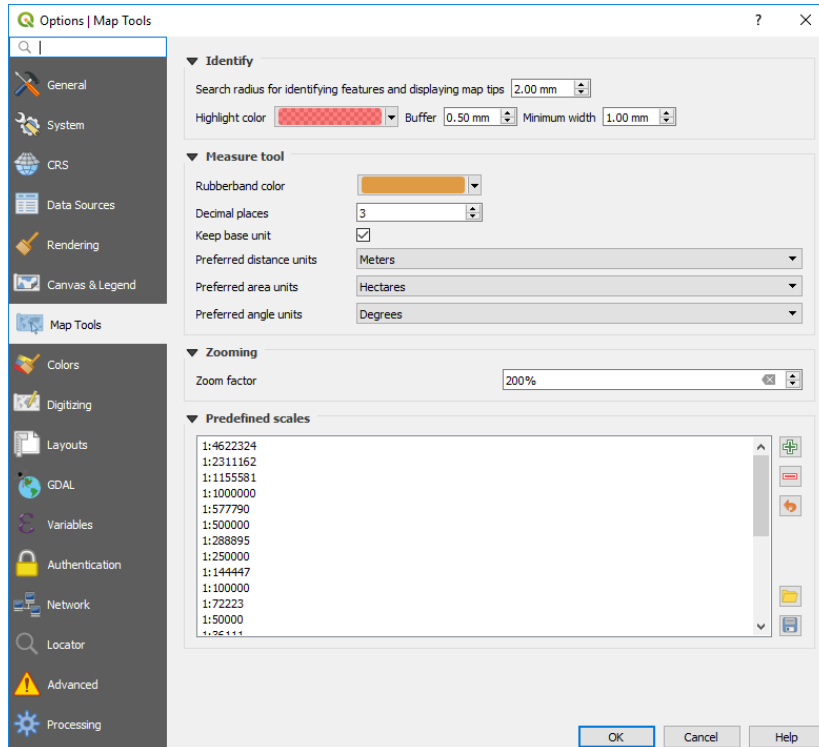 Options | Map Tools
?
General
System
CRS
Data Sources
Rendering
Canvas & Legend
Map Tools
Colors
Digitizing
Layouts
GDAL
Variables
Authentication
Network
Locator
Advanced
Processing
Identify
Search radius for identifying features and displaying map tips 2.00 mm
Highlight color Buffer 0.50 mm Minimum width 1.00 mm
Measure tool
Rubberband color
Decimal places 3
Keep base unit
Preferred distance units Meters
Preferred area units Hectares
Preferred angle units Degrees
Zooming
Zoom factor 200%
Predefined scales
1:4622324
1:2311162
1:1155581
1:1000000
1:577790
1:500000
1:288895
1:250000
1:144447
1:100000
1:72223
1:50000
1:36111
OK Cancel Help